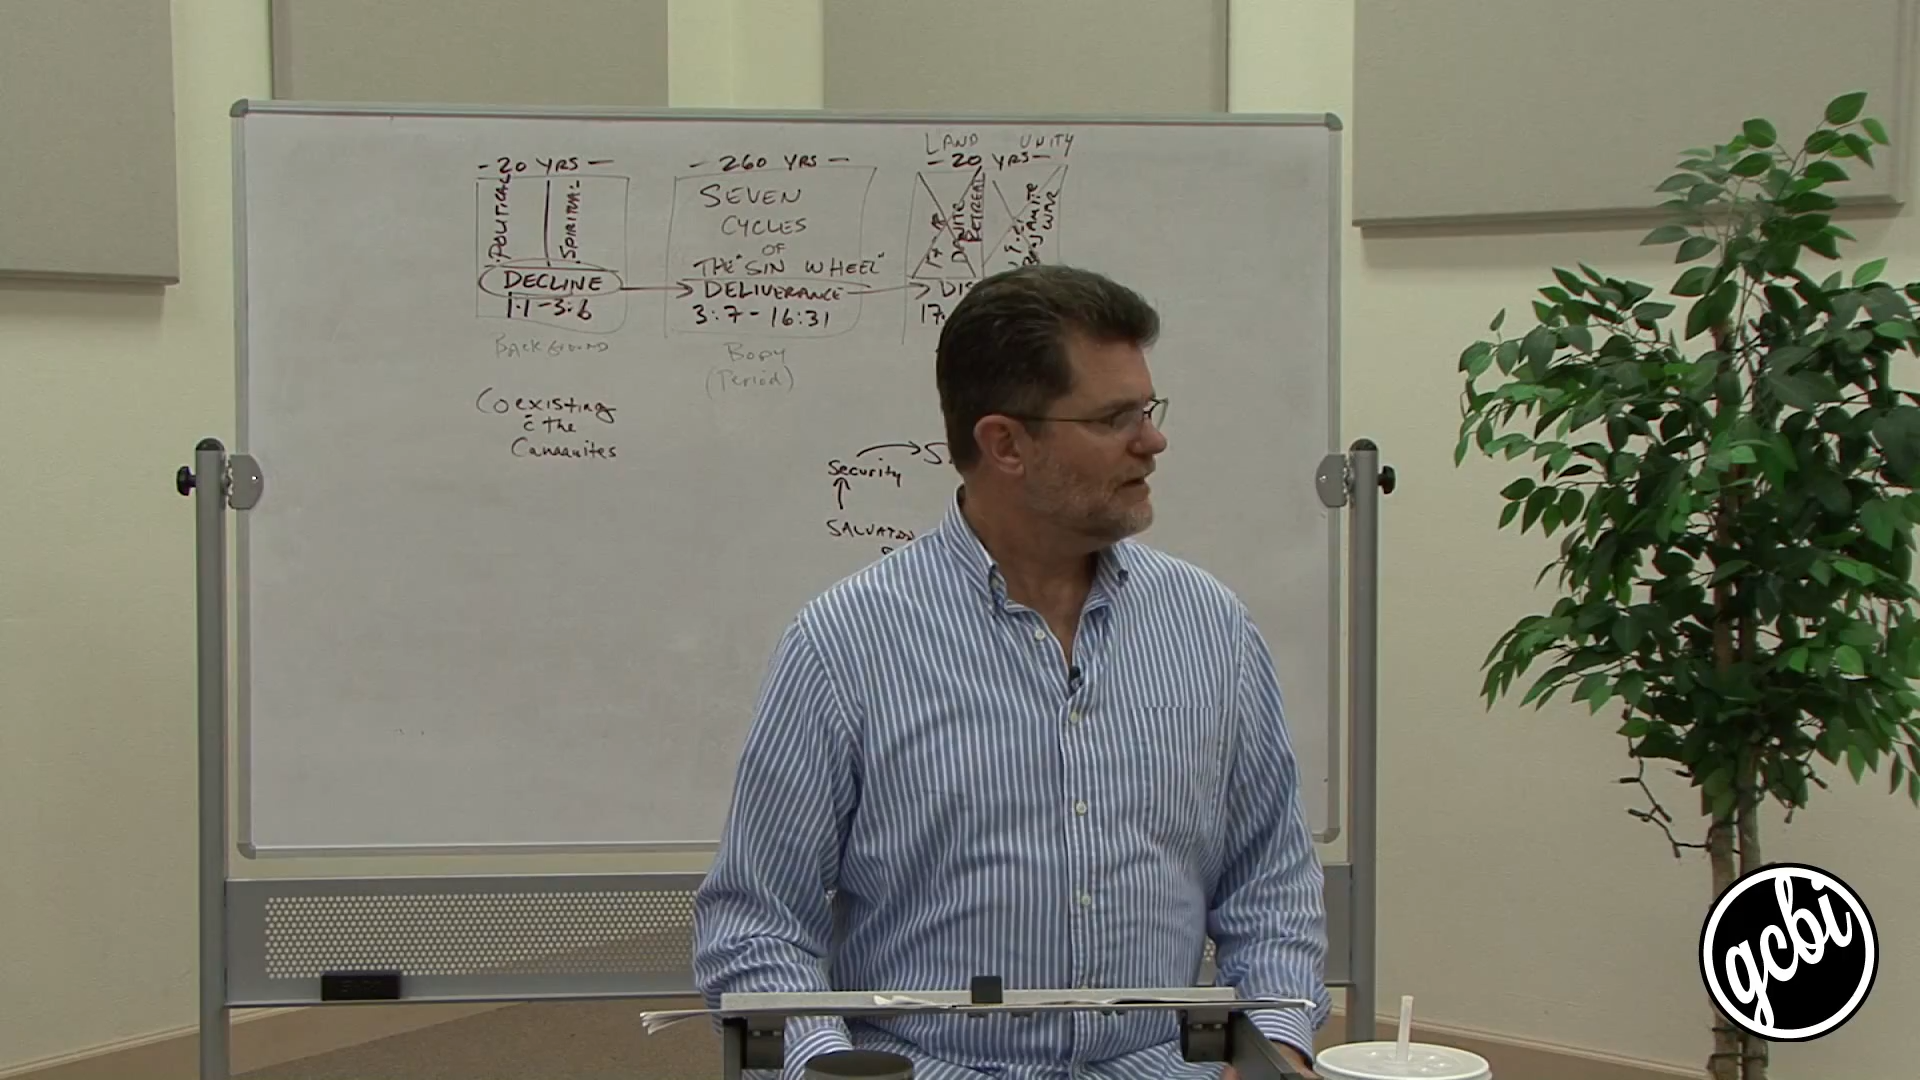 LAND UNITY
- 20 YRS -
- 260 YRS -
- 20 YRS -
POLITICAL
SPIRITUAL
SEVEN
CYCLES
OF
THE "SIN WHEEL"
DANITE
RETREAT
WAR
DECLINE
DELIVERANCE
1:1-3:6
3:7-16:31
BACKGROUND
BODY
(Period)
Coexisting
c̄ the
Canaanites
Security
SALVATION
gcbi